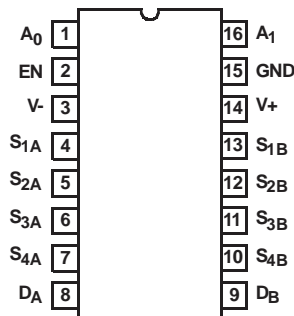 A0 1 16 A1
EN 2 15 GND
V- 3 14 V+
S1A 4 13 S1B
S2A 5 12 S2B
S3A 6 11 S3B
S4A 7 10 S4B
DA 8 9 DB